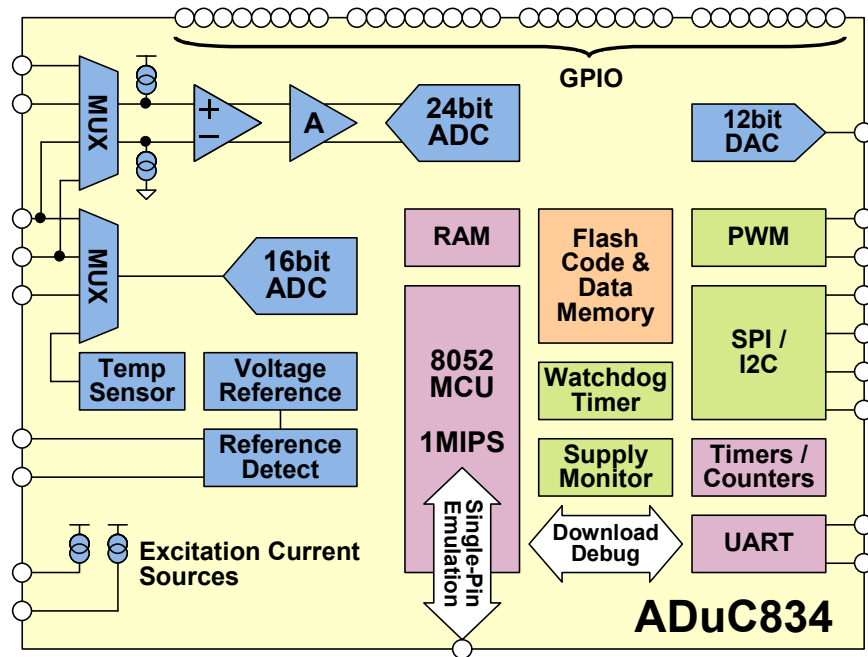 GPIO
MUX
+
−
A
24bit
ADC
12bit
DAC
MUX
16bit
ADC
RAM
Flash
Code &
Data
Memory
PWM
8052
MCU
1MIPS
SPI /
I2C
Temp
Sensor
Voltage
Reference
Watchdog
Timer
Reference
Detect
Supply
Monitor
Timers /
Counters
Single-Pin
Emulation
Download
Debug
UART
Excitation Current
Sources
ADuC834